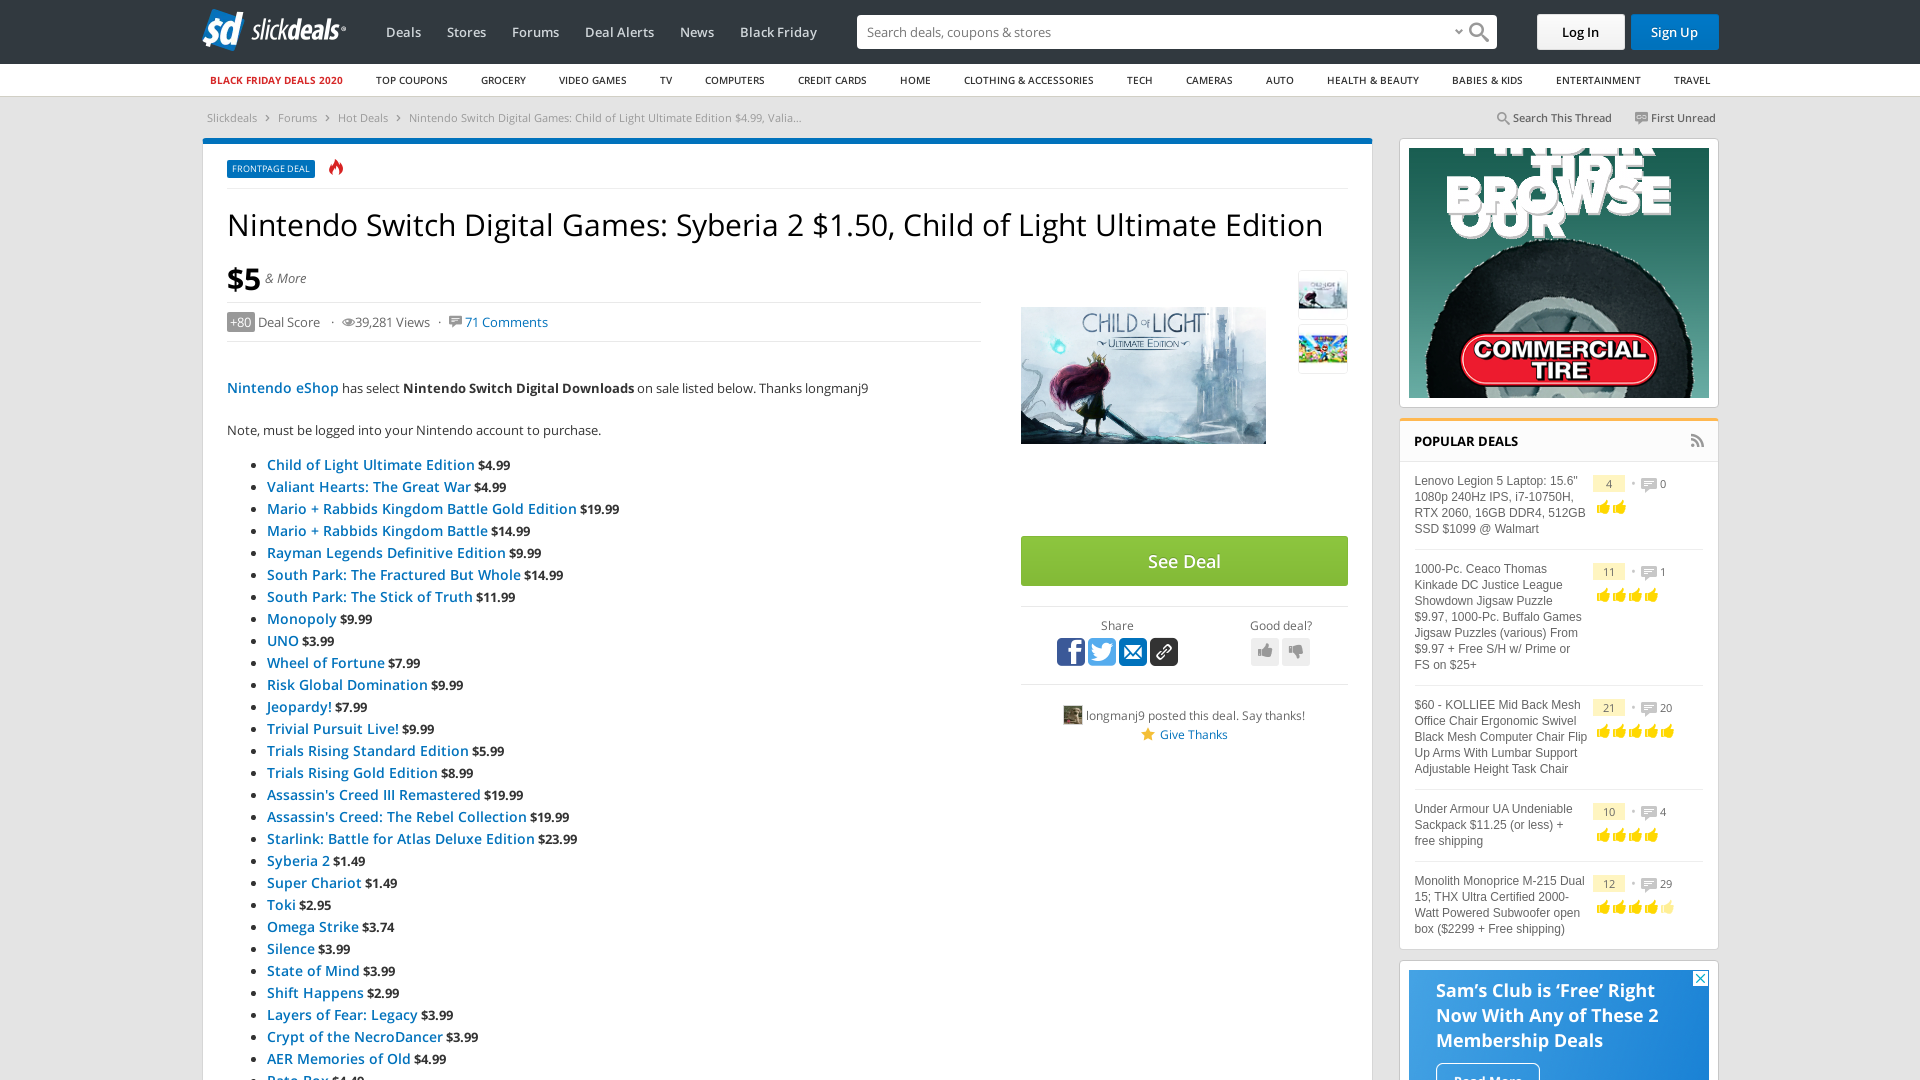 slickdeals
Deals
Stores
Forums
Deal Alerts
News
Black Friday
Search deals, coupons & shops
Log In
Sign Up
BLACK FRIDAY DEALS 2020
TOP COUPONS
GROCERY
VIDEO GAMES
TV
COMPUTERS
CREDIT CARDS
HOME
CLOTHING & ACCESSORIES
TECH
CAMERAS
AUTO
HEALTH & BEAUTY
BABIES & KIDS
ENTERTAINMENT
TRAVEL
Slickdeals > Forums > Hot Deals > Nintendo Switch Digital Games: Child of Light Ultimate Edition $4.99, Valia...
Search This Thread
First Unread
FRONTPAGE DEAL
Nintendo Switch Digital Games: Syberia 2 $1.50, Child of Light Ultimate Edition
$5 & More
+80 Deal Score · 39,281 Views · 71 Comments
Nintendo eShop has select Nintendo Switch Digital Downloads on sale listed below. Thanks longmanj9
Note, must be logged into your Nintendo account to purchase.
Child of Light Ultimate Edition $4.99
Valiant Hearts: The Great War $4.99
Mario + Rabbids Kingdom Battle Gold Edition $19.99
Mario + Rabbids Kingdom Battle $14.99
Rayman Legends Definitive Edition $9.99
South Park: The Fractured But Whole $14.99
South Park: The Stick of Truth $11.99
Monopoly $9.99
UNO $3.99
Wheel of Fortune $7.99
Risk Global Domination $9.99
Jeopardy! $7.99
Trivial Pursuit Live! $9.99
Trials Rising Standard Edition $5.99
Trials Rising Gold Edition $8.99
Assassin's Creed III Remastered $19.99
Assassin's Creed: The Rebel Collection $19.99
Starlink: Battle for Atlas Deluxe Edition $23.99
Syberia 2 $1.49
Super Chariot $1.49
Toki $2.95
Omega Strike $3.74
Silence $3.99
State of Mind $3.99
Shift Happens $2.99
Layers of Fear: Legacy $3.99
Crypt of the NecroDancer $3.99
AER Memories of Old $4.99
CHILD OF LIGHT
ULTIMATE EDITION
See Deal
Share
Good deal?
longmanj9 posted this deal. Say thanks!
Give Thanks
TIRE
BROWSE
OUR
COMMERCIAL
TIRE
POPULAR DEALS
Lenovo Legion 5 Laptop: 15.6"
1080p 240Hz IPS, i7-10750H,
RTX 2060, 16GB DDR4, 512GB
SSD $1099 @ Walmart
4 · 0
1000-Pc. Ceaco Thomas
Kinkade DC Justice League
Showdown Jigsaw Puzzle
$9.97, 1000-Pc. Buffalo Games
Jigsaw Puzzles (various) From
$9.97 + Free S/H w/ Prime or
FS on $25+
11 · 1
$60 - KOLLIEE Mid Back Mesh
Office Chair Ergonomic Swivel
Black Mesh Computer Chair Flip
Up Arms With Lumbar Support
Adjustable Height Task Chair
21 · 20
Under Armour UA Undeniable
Sackpack $11.25 (or less) +
free shipping
10 · 4
Monolith Monoprice M-215 Dual
15; THX Ultra Certified 2000-
Watt Powered Subwoofer open
box ($2299 + Free shipping)
12 · 29
Sam's Club is 'Free' Right
Now With Any of These 2
Membership Deals